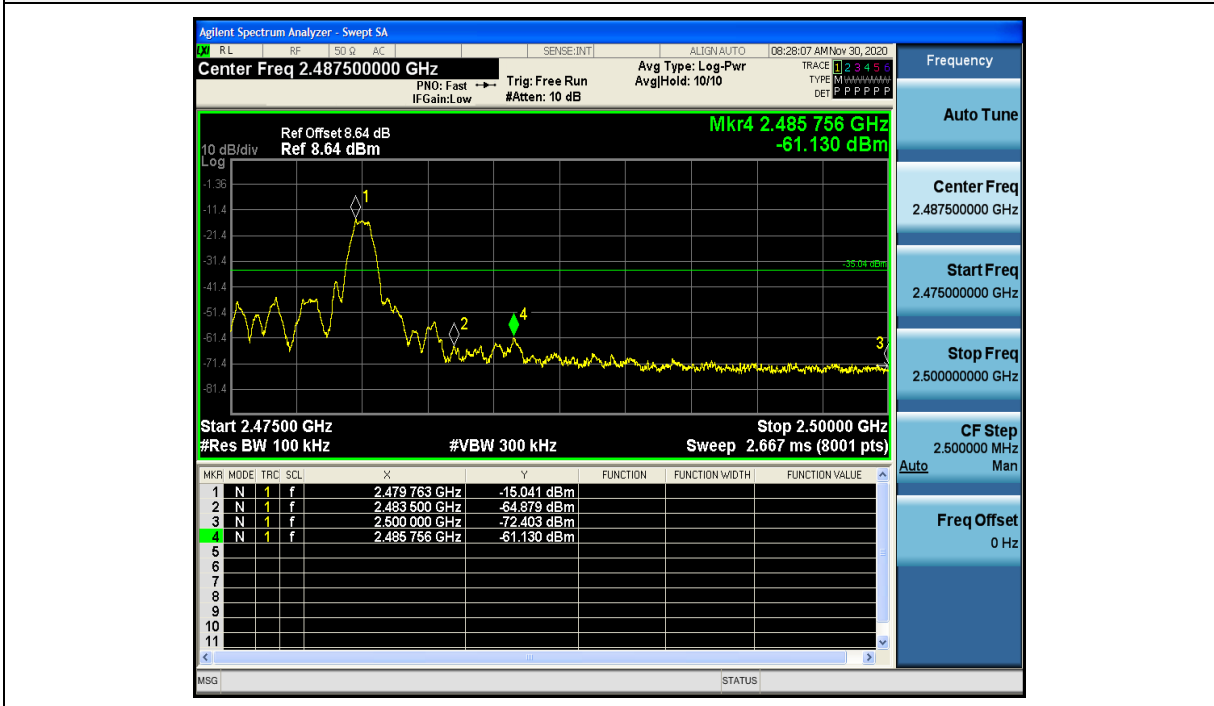 Agilent Spectrum Analyzer - Swept SA
LXI RL RF 50 Ω AC SENSE:INT ALIGN AUTO 08:28:07 AM Nov 30, 2020
Center Freq 2.487500000 GHz
PNO: Fast
IFGain:Low
Trig: Free Run
#Atten: 10 dB
Avg Type: Log-Pwr
Avg|Hold: 10/10
TRACE 1 2 3 4 5 6
TYPE M WWWWW
DET P P P P P P
Mkr4 2.485 756 GHz
-61.130 dBm
Ref Offset 8.64 dB
10 dB/div Ref 8.64 dBm
Log
-1.36
-11.4
-21.4
-31.4
-41.4
-51.4
-61.4
-71.4
-81.4
1
2
4
3
-35.04 dBm
Start 2.47500 GHz Stop 2.50000 GHz
#Res BW 100 kHz #VBW 300 kHz Sweep 2.667 ms (8001 pts)
MKR MODE TRC SCL X Y FUNCTION FUNCTION WIDTH FUNCTION VALUE
1 N 1 f 2.479 763 GHz -15.041 dBm
2 N 1 f 2.483 500 GHz -64.879 dBm
3 N 1 f 2.500 000 GHz -72.403 dBm
4 N 1 f 2.485 756 GHz -61.130 dBm
5
6
7
8
9
10
11
MSG STATUS
Frequency
Auto Tune
Center Freq
2.487500000 GHz
Start Freq
2.475000000 GHz
Stop Freq
2.500000000 GHz
CF Step
2.500000 MHz
Auto Man
Freq Offset
0 Hz